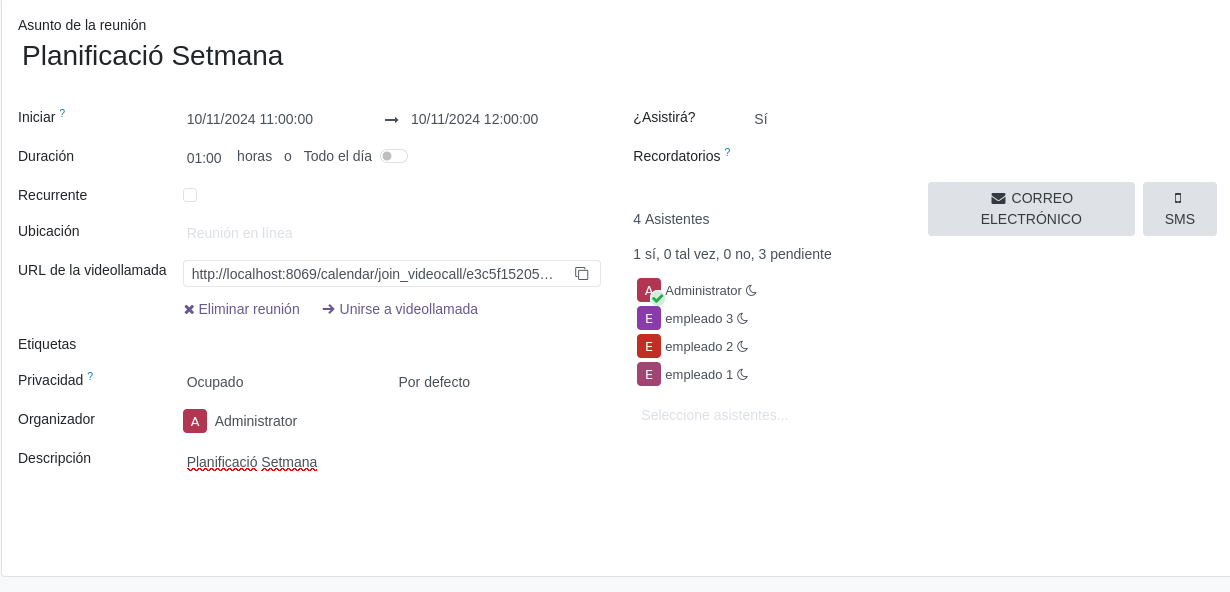 Asunto de la reunión
Planificació Setmana
Iniciar ?
10/11/2024 11:00:00 → 10/11/2024 12:00:00
Duración
01:00 horas o Todo el día
Recurrente
Ubicación
Reunión en línea
URL de la videollamada
http://localhost:8069/calendar/join_videocall/e3c5f15205…
Eliminar reunión → Unirse a videollamada
Etiquetas
Privacidad ?
Ocupado Por defecto
Organizador
A Administrator
Descripción
Planificació Setmana
¿Asistirá? Sí
Recordatorios ?
4 Asistentes
CORREO
ELECTRÓNICO
SMS
1 sí, 0 tal vez, 0 no, 3 pendiente
A Administrator
E empleado 3
E empleado 2
E empleado 1
Seleccione asistentes...